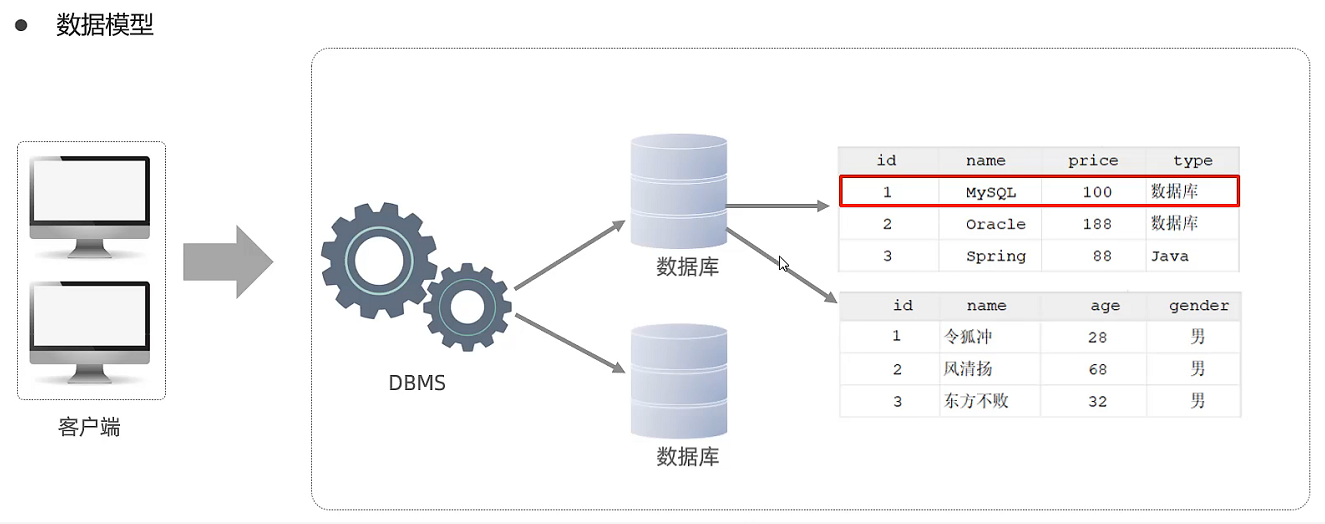 ● 数据模型
客户端
DBMS
数据库
数据库
id name price type
1 MySQL 100 数据库
2 Oracle 188 数据库
3 Spring 88 Java
id name age gender
1 令狐冲 28 男
2 风清扬 68 男
3 东方不败 32 男